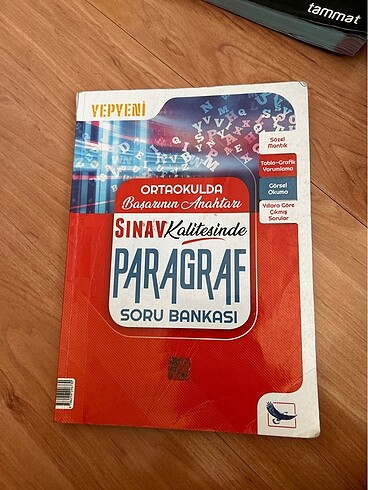 tammat
YEPYENİ
Sözel
Mantık
Tablo-Grafik
Yorumlama
Görsel
Okuma
Yıllara Göre
Çıkmış
Sorular
ORTAOKULDA
Başarının Anahtarı
SINAV Kalitesinde
PARAGRAF
SORU BANKASI